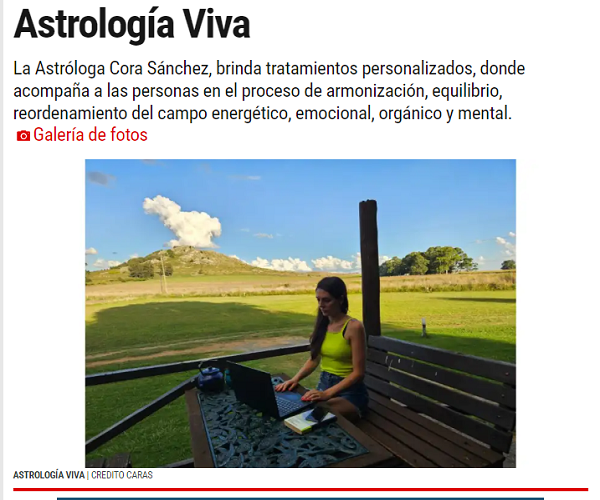 Astrología Viva
La Astróloga Cora Sánchez, brinda tratamientos personalizados, donde
acompaña a las personas en el proceso de armonización, equilibrio,
reordenamiento del campo energético, emocional, orgánico y mental.
Galería de fotos
ASTROLOGÍA VIVA | CREDITO CARAS